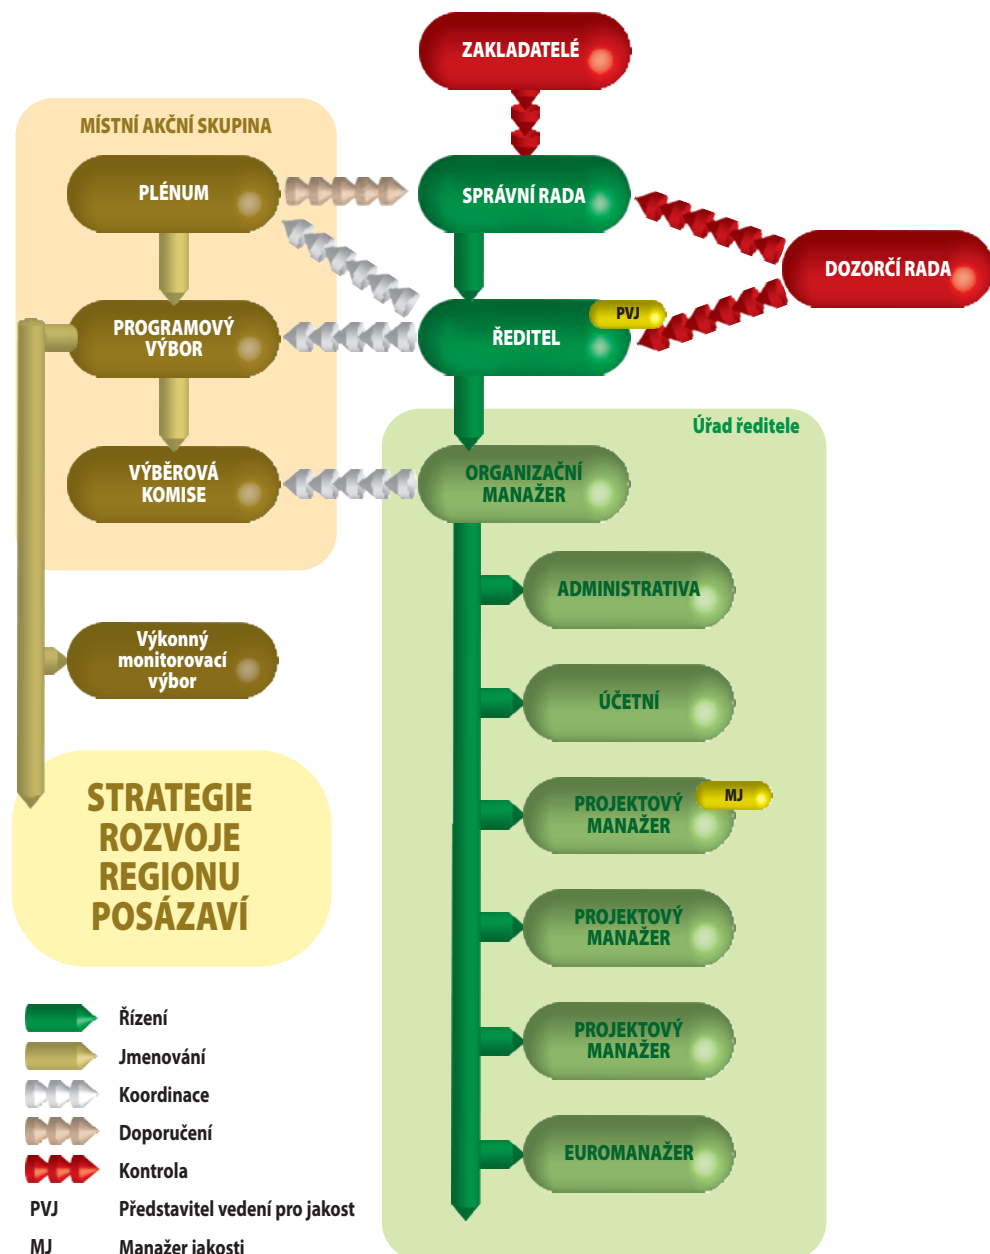 ZAKLADATELÉ
MÍSTNÍ AKČNÍ SKUPINA
PLÉNUM
SPRÁVNÍ RADA
DOZORČÍ RADA
PROGRAMOVÝ
VÝBOR
ŘEDITEL
PVJ
Úřad ředitele
VÝBĚROVÁ
KOMISE
ORGANIZAČNÍ
MANAŽER
ADMINISTRATIVA
Výkonný
monitorovací
výbor
ÚČETNÍ
PROJEKTOVÝ
MANAŽER
MJ
STRATEGIE
ROZVOJE
REGIONU
POSÁZAVÍ
PROJEKTOVÝ
MANAŽER
PROJEKTOVÝ
MANAŽER
EUROMANAŽER
Řízení
Jmenování
Koordinace
Doporučení
Kontrola
PVJ Představitel vedení pro jakost
MJ Manažer jakosti